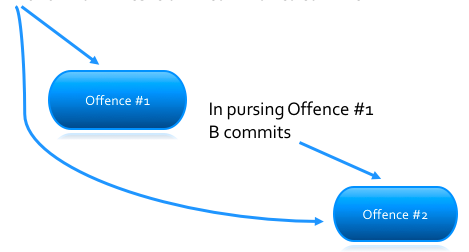 Offence #1
In pursing Offence #1
B commits
Offence #2